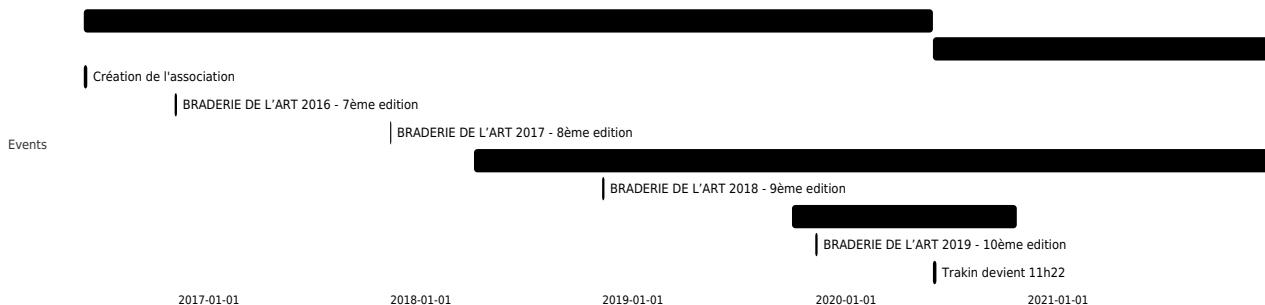 Création de l'association
BRADERIE DE L’ART 2016 - 7ème edition
BRADERIE DE L’ART 2017 - 8ème edition
Events
BRADERIE DE L’ART 2018 - 9ème edition
BRADERIE DE L’ART 2019 - 10ème edition
Trakin devient 11h22
2017-01-01 2018-01-01 2019-01-01 2020-01-01 2021-01-01